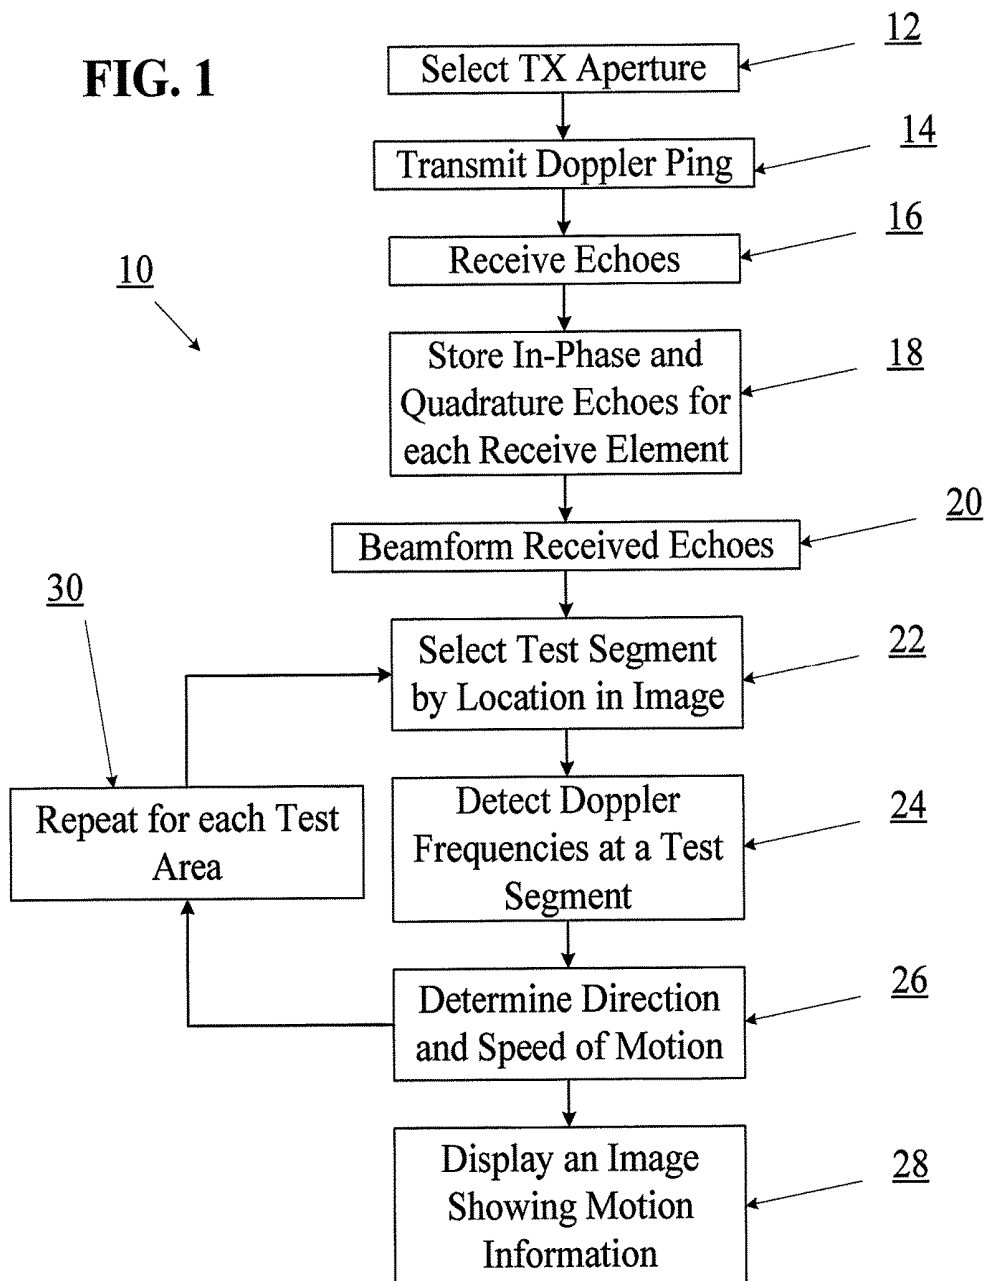 FIG. 1
12
Select TX Aperture
14
Transmit Doppler Ping
16
Receive Echoes
10
18
Store In-Phase and
Quadrature Echoes for
each Receive Element
20
Beamform Received Echoes
30
22
Select Test Segment
by Location in Image
24
Detect Doppler
Frequencies at a Test
Segment
Repeat for each Test
Area
26
Determine Direction
and Speed of Motion
28
Display an Image
Showing Motion
Information